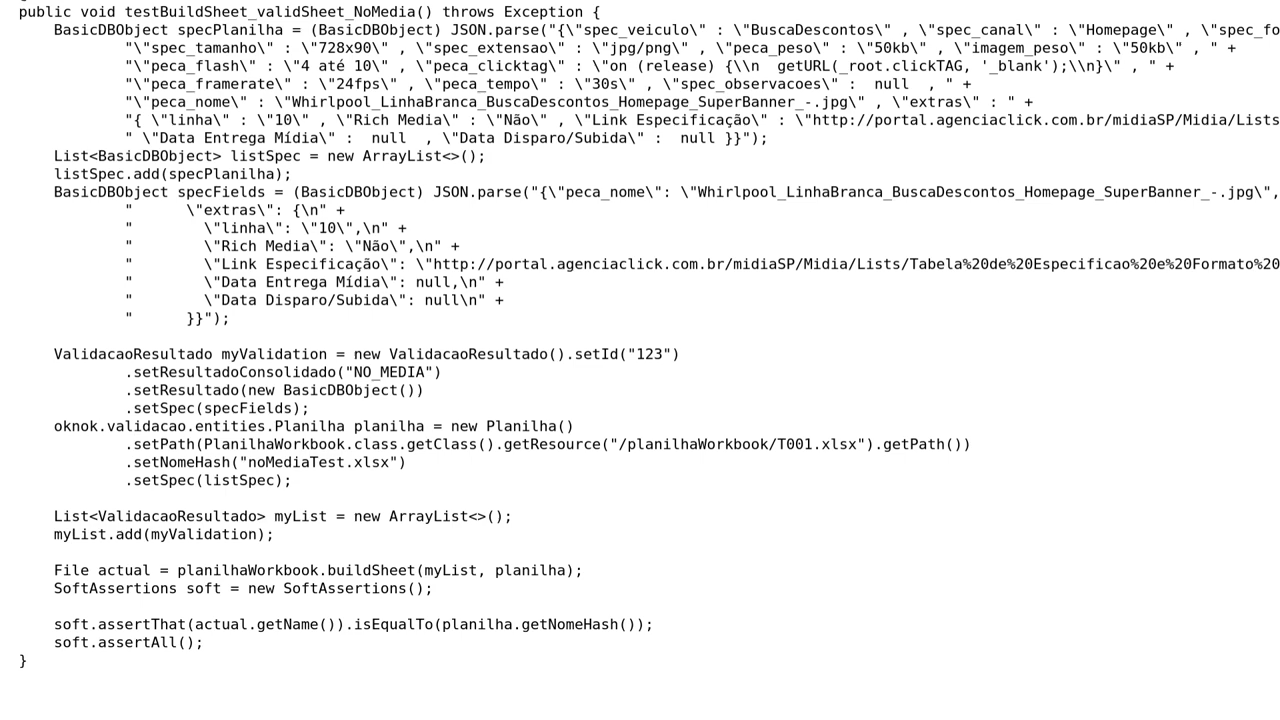 public void testBuildSheet_validSheet_NoMedia() throws Exception {
    BasicDBObject specPlanilha = (BasicDBObject) JSON.parse("{\"spec_veiculo\" : \"BuscaDescontos\" , \"spec_canal\" : \"Homepage\" , \"spec_fo
            "\"spec_tamanho\" : \"728x90\" , \"spec_extensao\" : \"jpg/png\" , \"peca_peso\" : \"50kb\" , \"imagem_peso\" : \"50kb\" , " +
            "\"peca_flash\" : \"4 até 10\" , \"peca_clicktag\" : \"on (release) {\\n  getURL(_root.clickTAG, '_blank');\\n}\" , " +
            "\"peca_framerate\" : \"24fps\" , \"peca_tempo\" : \"30s\" , \"spec_observacoes\" :  null  , " +
            "\"peca_nome\" : \"Whirlpool_LinhaBranca_BuscaDescontos_Homepage_SuperBanner_-.jpg\" , \"extras\" : " +
            "{ \"linha\" : \"10\" , \"Rich Media\" : \"Não\" , \"Link Especificação\" : \"http://portal.agenciaclick.com.br/midiaSP/Midia/Lists
            " \"Data Entrega Mídia\" :  null  , \"Data Disparo/Subida\" :  null }}");
    List<BasicDBObject> listSpec = new ArrayList<>();
    listSpec.add(specPlanilha);
    BasicDBObject specFields = (BasicDBObject) JSON.parse("{\"peca_nome\": \"Whirlpool_LinhaBranca_BuscaDescontos_Homepage_SuperBanner_-.jpg\",
            "      \"extras\": {\n" +
            "        \"linha\": \"10\",\n" +
            "        \"Rich Media\": \"Não\",\n" +
            "        \"Link Especificação\": \"http://portal.agenciaclick.com.br/midiaSP/Midia/Lists/Tabela%20de%20Especificao%20e%20Formato%20
            "        \"Data Entrega Mídia\": null,\n" +
            "        \"Data Disparo/Subida\": null\n" +
            "      }}");
    ValidacaoResultado myValidation = new ValidacaoResultado().setId("123")
            .setResultadoConsolidado("NO_MEDIA")
            .setResultado(new BasicDBObject())
            .setSpec(specFields);
    oknok.validacao.entities.Planilha planilha = new Planilha()
            .setPath(PlanilhaWorkbook.class.getClass().getResource("/planilhaWorkbook/T001.xlsx").getPath())
            .setNomeHash("noMediaTest.xlsx")
            .setSpec(listSpec);
    List<ValidacaoResultado> myList = new ArrayList<>();
    myList.add(myValidation);
    File actual = planilhaWorkbook.buildSheet(myList, planilha);
    SoftAssertions soft = new SoftAssertions();
    soft.assertThat(actual.getName()).isEqualTo(planilha.getNomeHash());
    soft.assertAll();
}